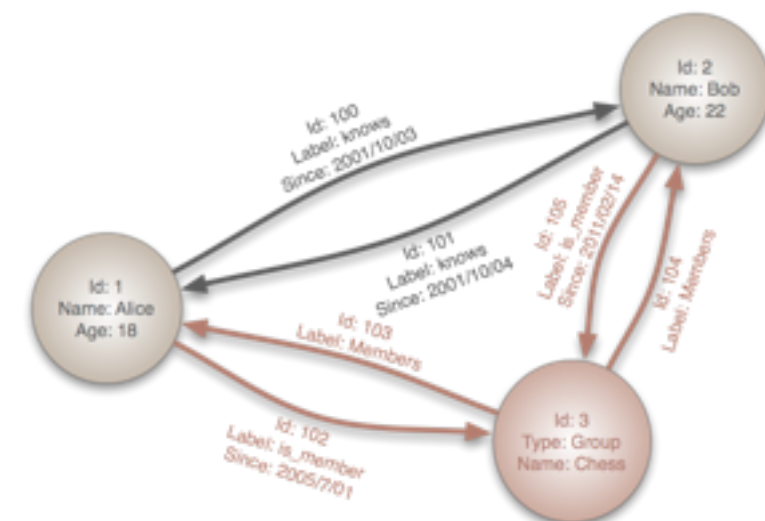 Id: 2
Name: Bob
Age: 22
Id: 100
Label: knows
Since: 2001/10/03
Id: 101
Label: knows
Since: 2001/10/04
Id: 105
Label: is_member
Since: 2011/02/14
Id: 104
Label: Members
Id: 1
Name: Alice
Age: 18
Id: 103
Label: Members
Id: 102
Label: is_member
Since: 2005/7/01
Id: 3
Type: Group
Name: Chess